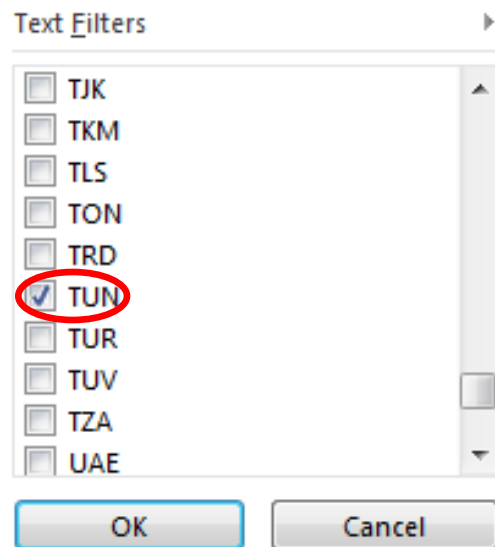 Text Filters
TJK
TKM
TLS
TON
TRD
TUN
TUR
TUV
TZA
UAE
OK Cancel